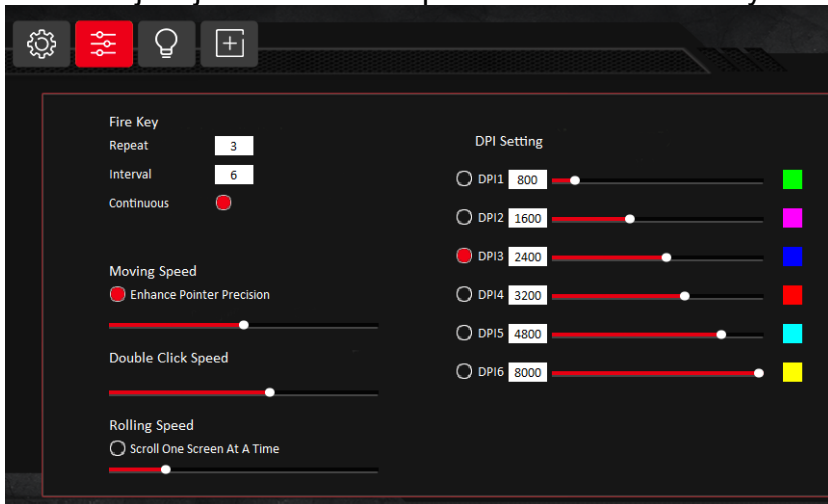 Fire Key
Repeat 3
Interval 6
Continuous
Moving Speed
Enhance Pointer Precision
Double Click Speed
Rolling Speed
Scroll One Screen At A Time
DPI Setting
DPI1 800
DPI2 1600
DPI3 2400
DPI4 3200
DPI5 4800
DPI6 8000